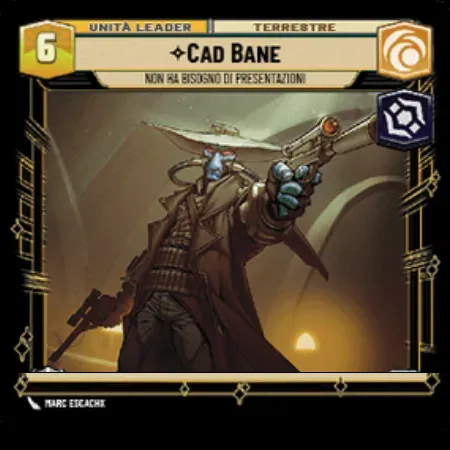 6
UNITÀ LEADER
TERRESTRE
CAD BANE
NON HA BISOGNO DI PRESENTAZIONI
MARC ESCACHX